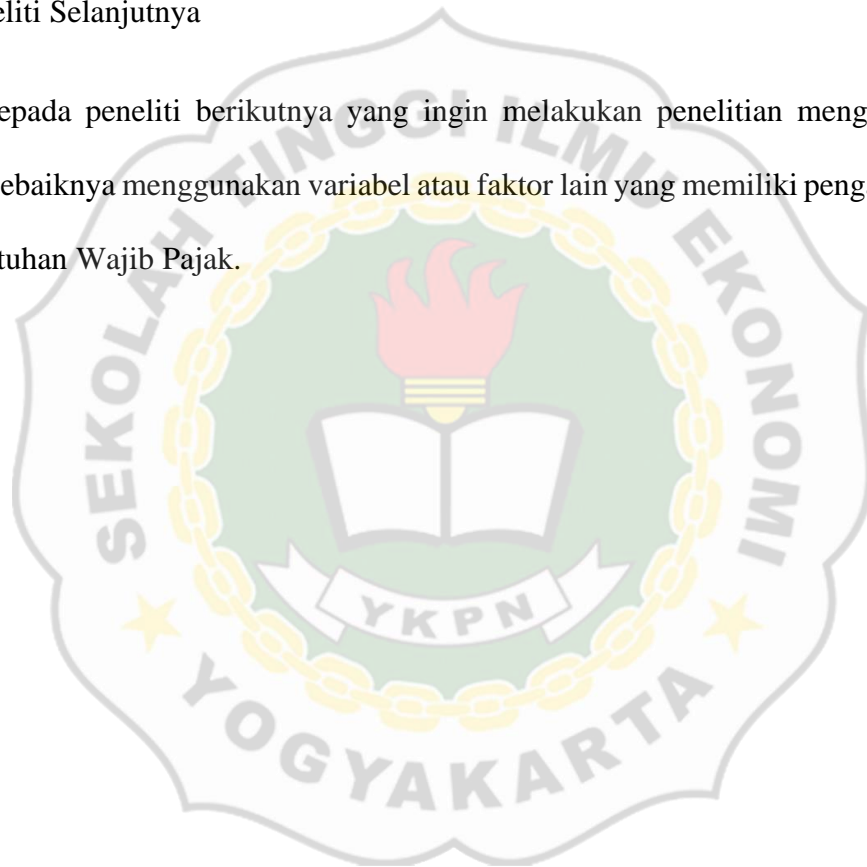 eliti Selanjutnya
epada peneliti berikutnya yang ingin melakukan penelitian meng
ebaiknya menggunakan variabel atau faktor lain yang memiliki peng
tuhan Wajib Pajak.
SEKOLAH TINGGI ILMU EKONOMI
YKPN
YOGYAKARTA